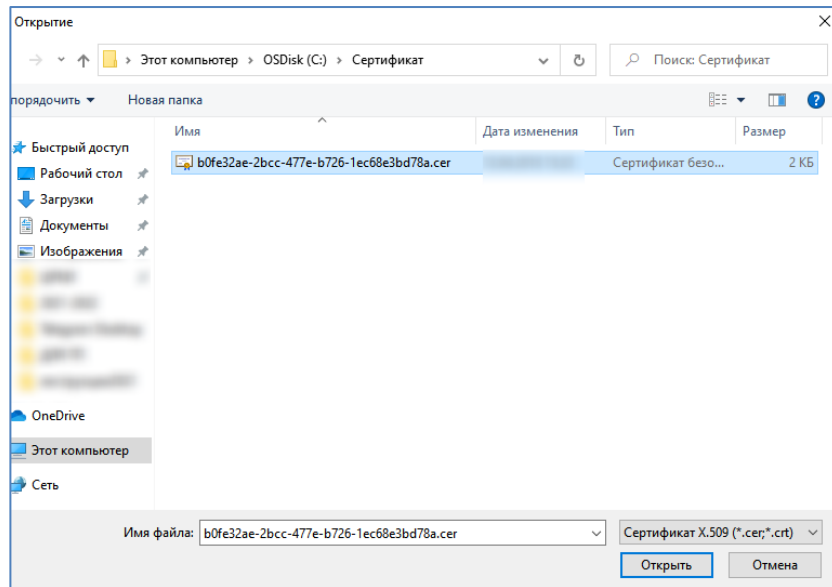 Открытие
Этот компьютер > OSDisk (C:) > Сертификат
Поиск: Сертификат
порядочить
Новая папка
Имя
Дата изменения
Тип
Размер
b0fe32ae-2bcc-477e-b726-1ec68e3bd78a.cer
Сертификат безо...
2 КБ
Быстрый доступ
Рабочий стол
Загрузки
Документы
Изображения
OneDrive
Этот компьютер
Сеть
Имя файла:
b0fe32ae-2bcc-477e-b726-1ec68e3bd78a.cer
Сертификат X.509 (*.cer;*.crt)
Открыть
Отмена